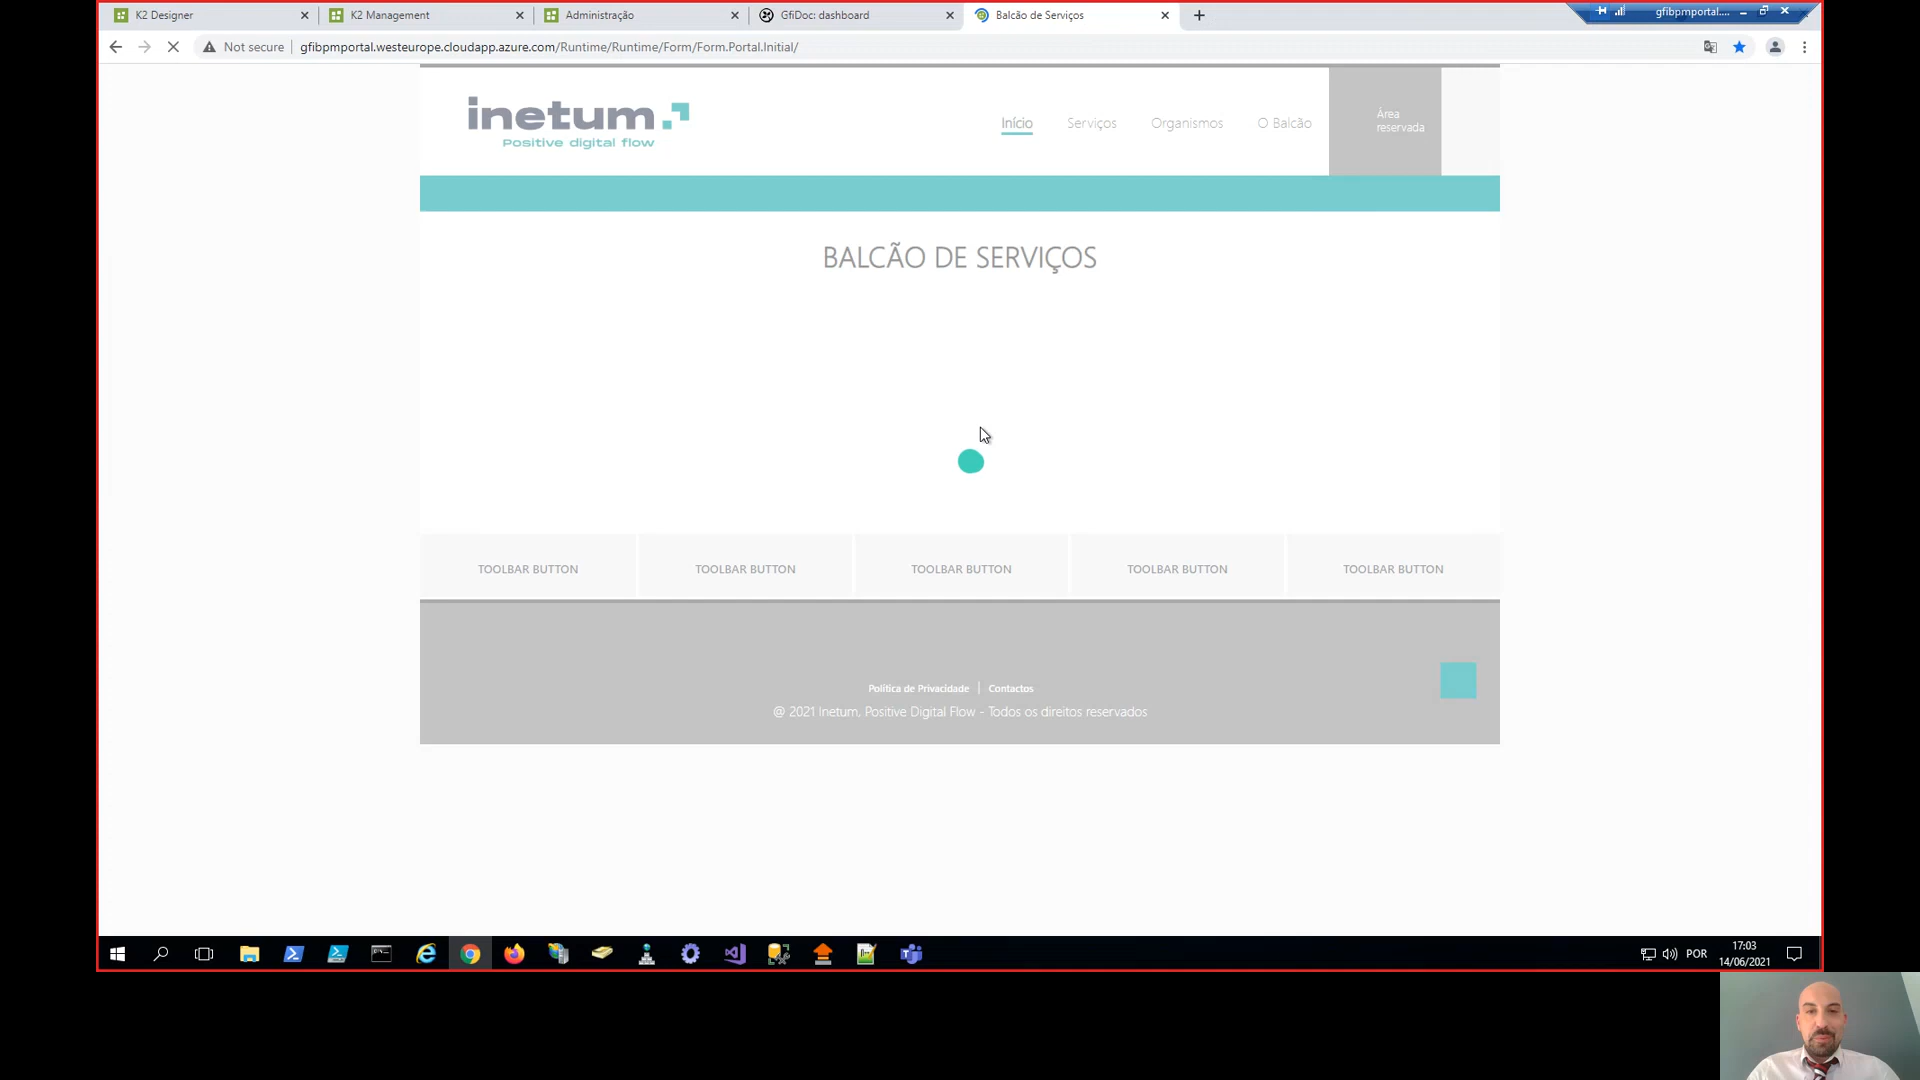 K2 Designer
K2 Management
Administração
GfiDoc: dashboard
Balcão de Serviços
gfibpmportal....
Not secure
gfibpmportal.westeurope.cloudapp.azure.com/Runtime/Runtime/Form/Form.Portal.Initial/
inetum
Positive digital flow
Início
Serviços
Organismos
O Balcão
Área
reservada
BALCÃO DE SERVIÇOS
TOOLBAR BUTTON
TOOLBAR BUTTON
TOOLBAR BUTTON
TOOLBAR BUTTON
TOOLBAR BUTTON
Política de Privacidade | Contactos
@ 2021 Inetum, Positive Digital Flow - Todos os direitos reservados
POR
17:03
14/06/2021